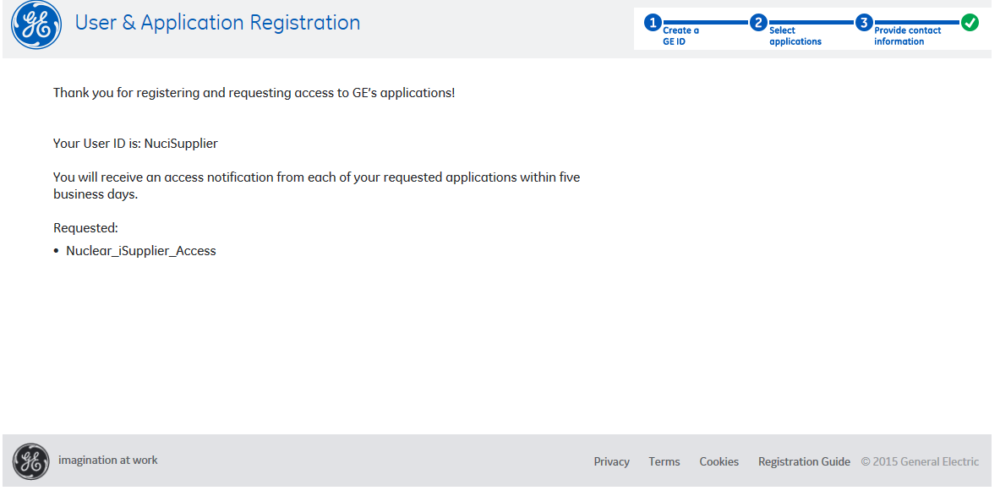 GE User & Application Registration
1 Create a
GE ID
2 Select
applications
3 Provide contact
information
Thank you for registering and requesting access to GE's applications!
Your User ID is: NuciSupplier
You will receive an access notification from each of your requested applications within five
business days.
Requested:
• Nuclear_iSupplier_Access
GE imagination at work
Privacy Terms Cookies Registration Guide © 2015 General Electric